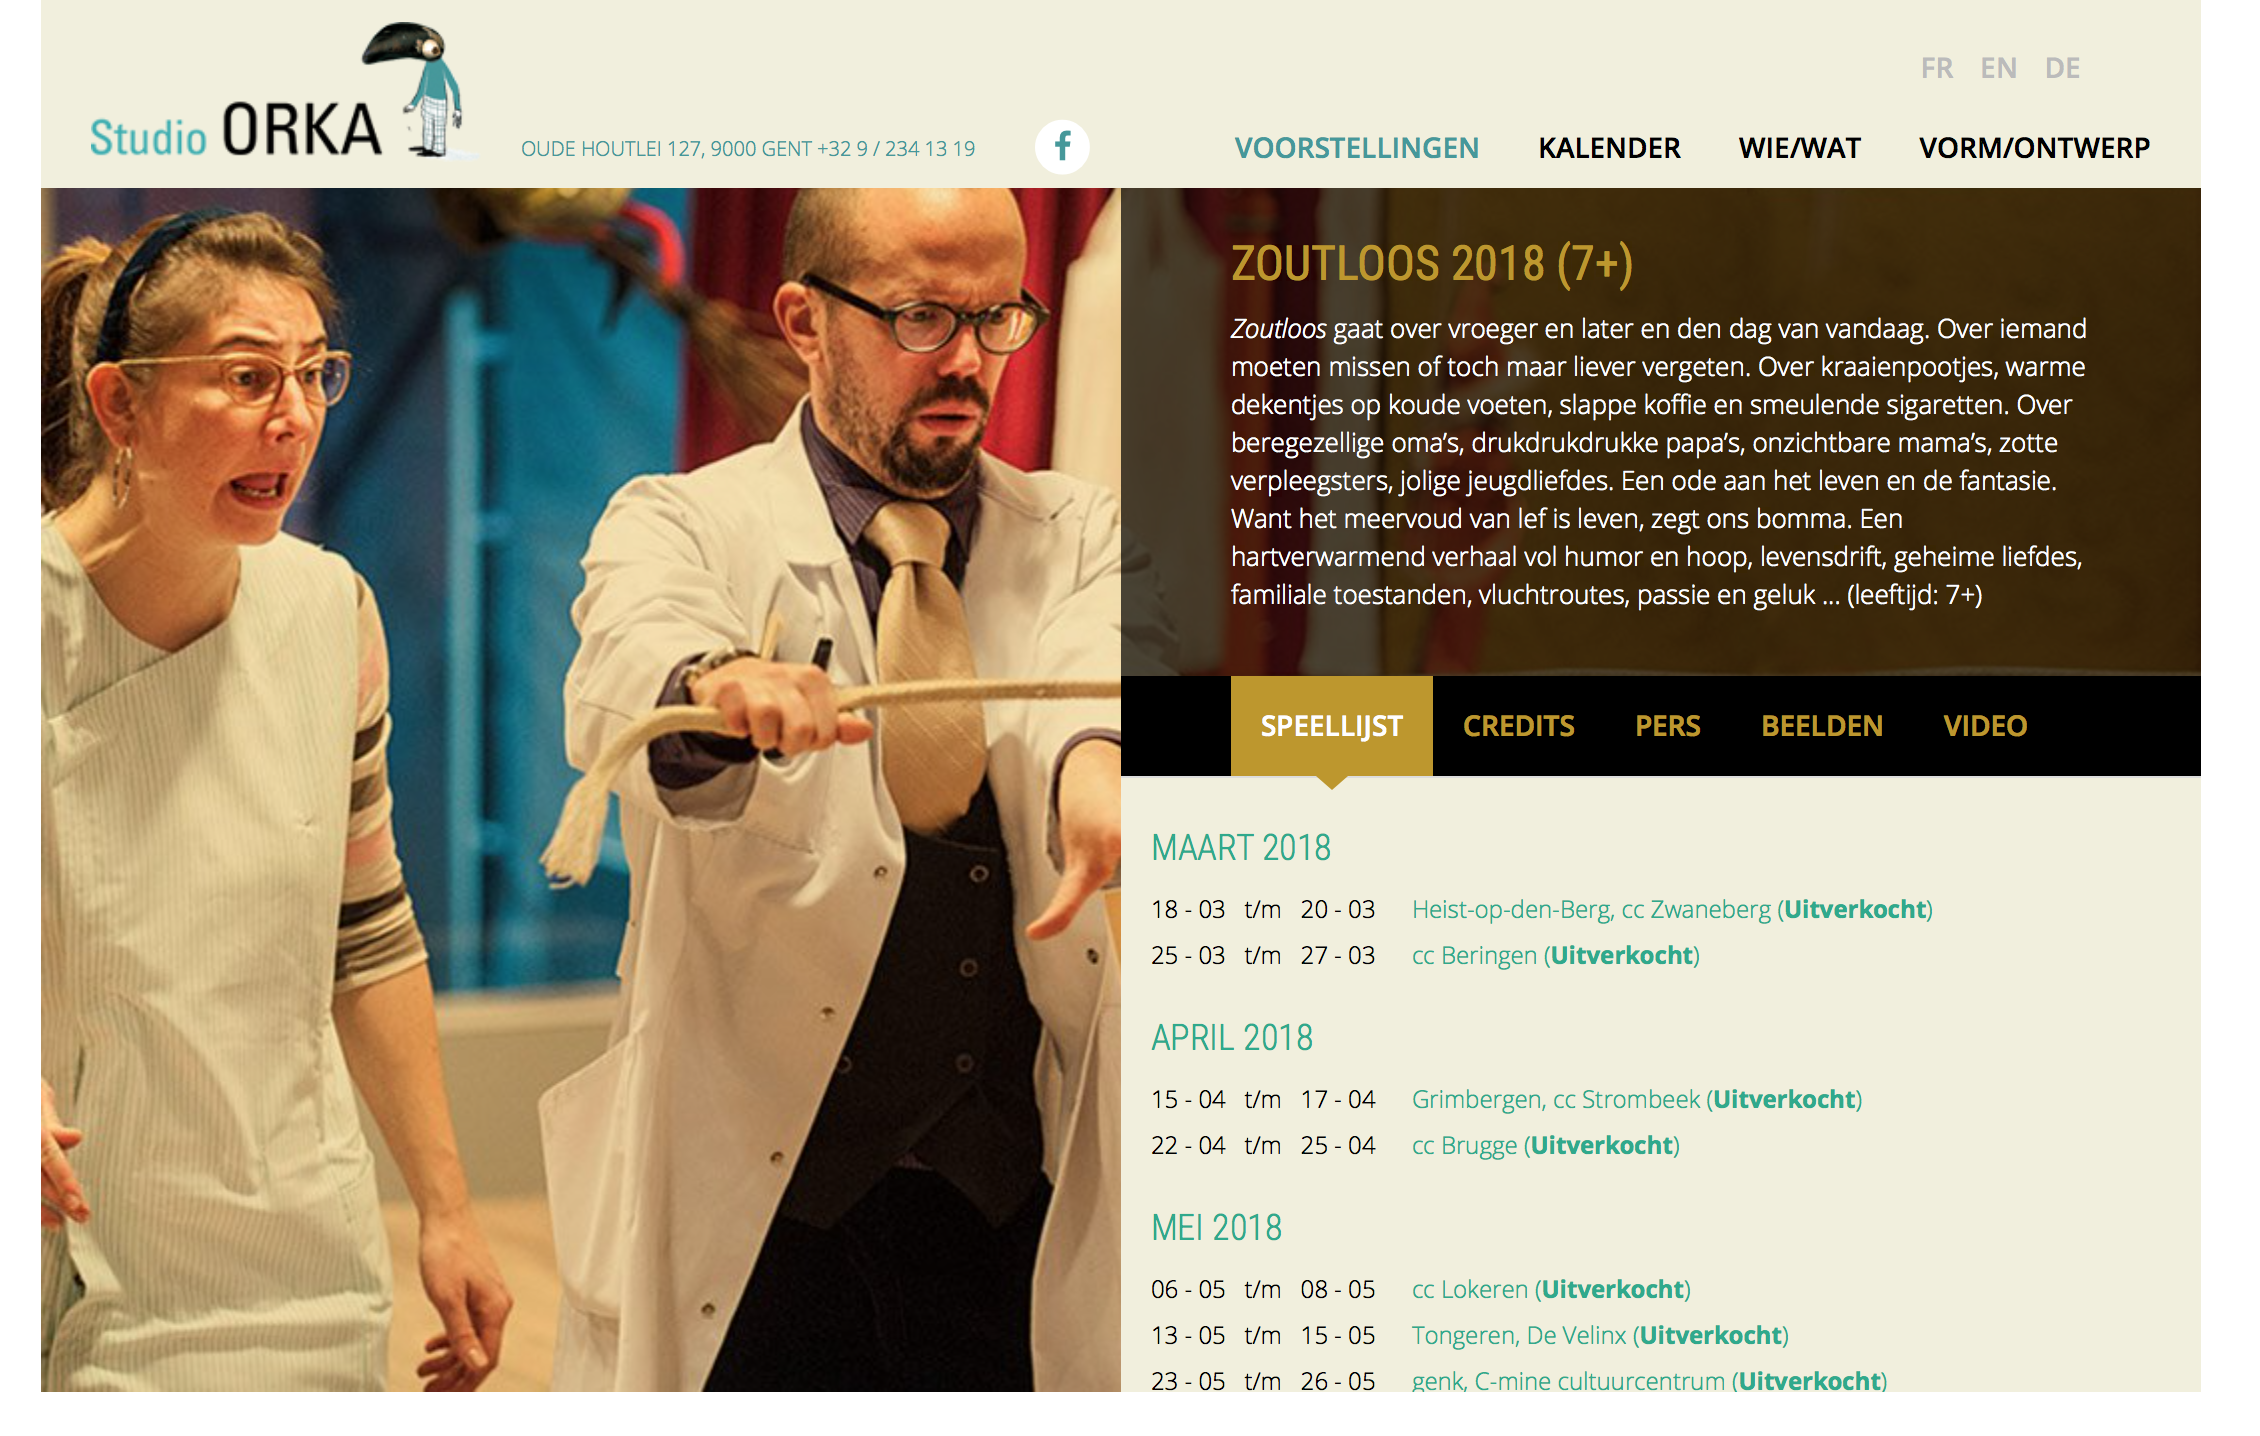 Studio ORKA
OUDE HOUTLEI 127, 9000 GENT +32 9 / 234 13 19
f
FR EN DE
VOORSTELLINGEN KALENDER WIE/WAT VORM/ONTWERP
ZOUTLOOS 2018 (7+)
Zoutloos gaat over vroeger en later en den dag van vandaag. Over iemand
moeten missen of toch maar liever vergeten. Over kraaienpootjes, warme
dekentjes op koude voeten, slappe koffie en smeulende sigaretten. Over
beregezellige oma’s, drukdrukdrukke papa’s, onzichtbare mama’s, zotte
verpleegsters, jolige jeugdliefdes. Een ode aan het leven en de fantasie.
Want het meervoud van lef is leven, zegt ons bomma. Een
hartverwarmend verhaal vol humor en hoop, levensdrift, geheime liefdes,
familiale toestanden, vluchtroutes, passie en geluk ... (leeftijd: 7+)
SPEELLIJST CREDITS PERS BEELDEN VIDEO
MAART 2018
18 - 03 t/m 20 - 03 Heist-op-den-Berg, cc Zwaneberg (Uitverkocht)
25 - 03 t/m 27 - 03 cc Beringen (Uitverkocht)
APRIL 2018
15 - 04 t/m 17 - 04 Grimbergen, cc Strombeek (Uitverkocht)
22 - 04 t/m 25 - 04 cc Brugge (Uitverkocht)
MEI 2018
06 - 05 t/m 08 - 05 cc Lokeren (Uitverkocht)
13 - 05 t/m 15 - 05 Tongeren, De Velinx (Uitverkocht)
23 - 05 t/m 26 - 05 genk, C-mine cultuurcentrum (Uitverkocht)